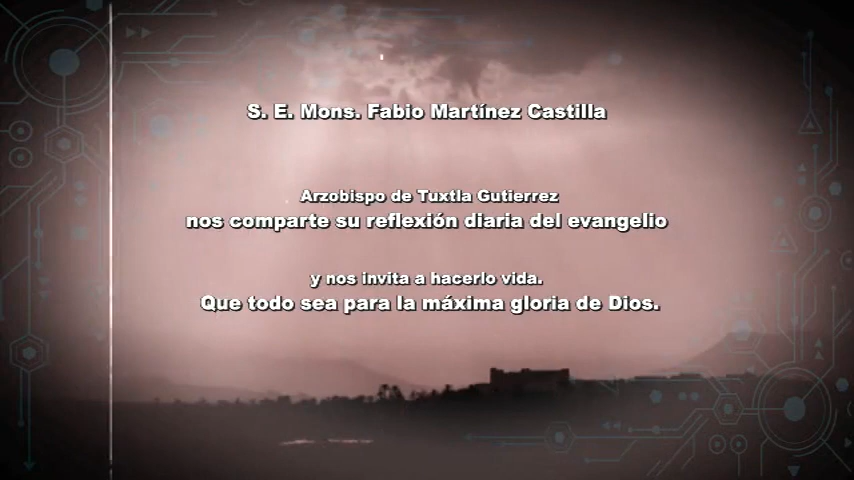 S. E. Mons. Fabio Martínez Castilla
Arzobispo de Tuxtla Gutierrez
nos comparte su reflexión diaria del evangelio
y nos invita a hacerlo vida.
Que todo sea para la máxima gloria de Dios.